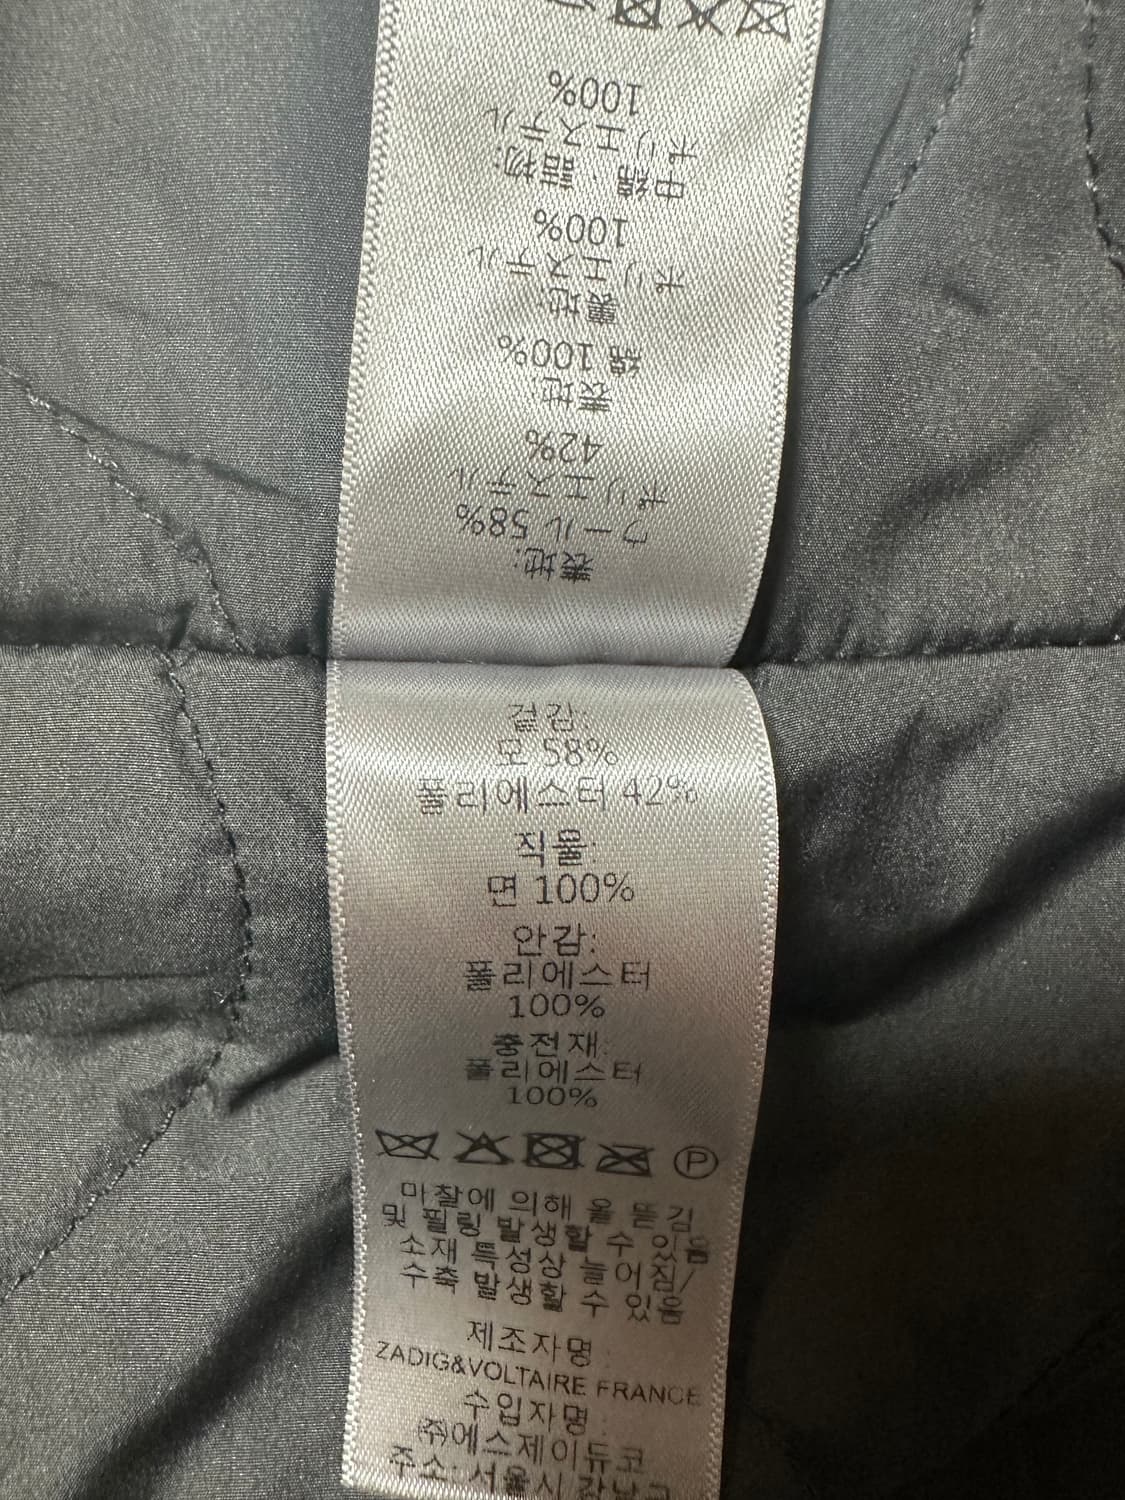 表地:
ウール 58%
ポリエステル
42%
表地:
綿 100%
裏地:
ポリエステル
100%
中綿・詰物:
ポリエステル
100%
겉감:
모 58%
폴리에스터 42%
직물:
면 100%
안감:
폴리에스터
100%
충전재:
폴리에스터
100%
P
마찰에 의해 올 뜯김
및 필링 발생할 수 있음
소재 특성상 늘어짐/
수축 발생할 수 있음
제조자명 :
ZADIG&VOLTAIRE FRANCE
수입자명 :
㈜에스제이듀코
주소: 서울시 강남구